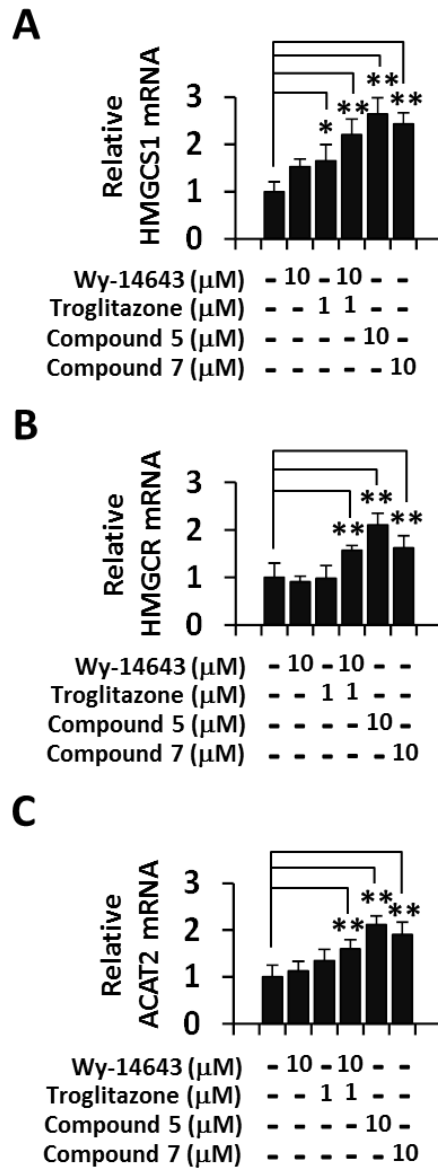 A
Relative
HMGCS1 mRNA
3
2
1
0
* ** ** **
Wy-14643 (μM) - 10 - 10 - -
Troglitazone (μM) - - 1 1 - -
Compound 5 (μM) - - - - 10 -
Compound 7 (μM) - - - - - 10
B
Relative
HMGCR mRNA
3
2
1
0
** ** **
Wy-14643 (μM) - 10 - 10 - -
Troglitazone (μM) - - 1 1 - -
Compound 5 (μM) - - - - 10 -
Compound 7 (μM) - - - - - 10
C
Relative
ACAT2 mRNA
3
2
1
0
** ** **
Wy-14643 (μM) - 10 - 10 - -
Troglitazone (μM) - - 1 1 - -
Compound 5 (μM) - - - - 10 -
Compound 7 (μM) - - - - - 10